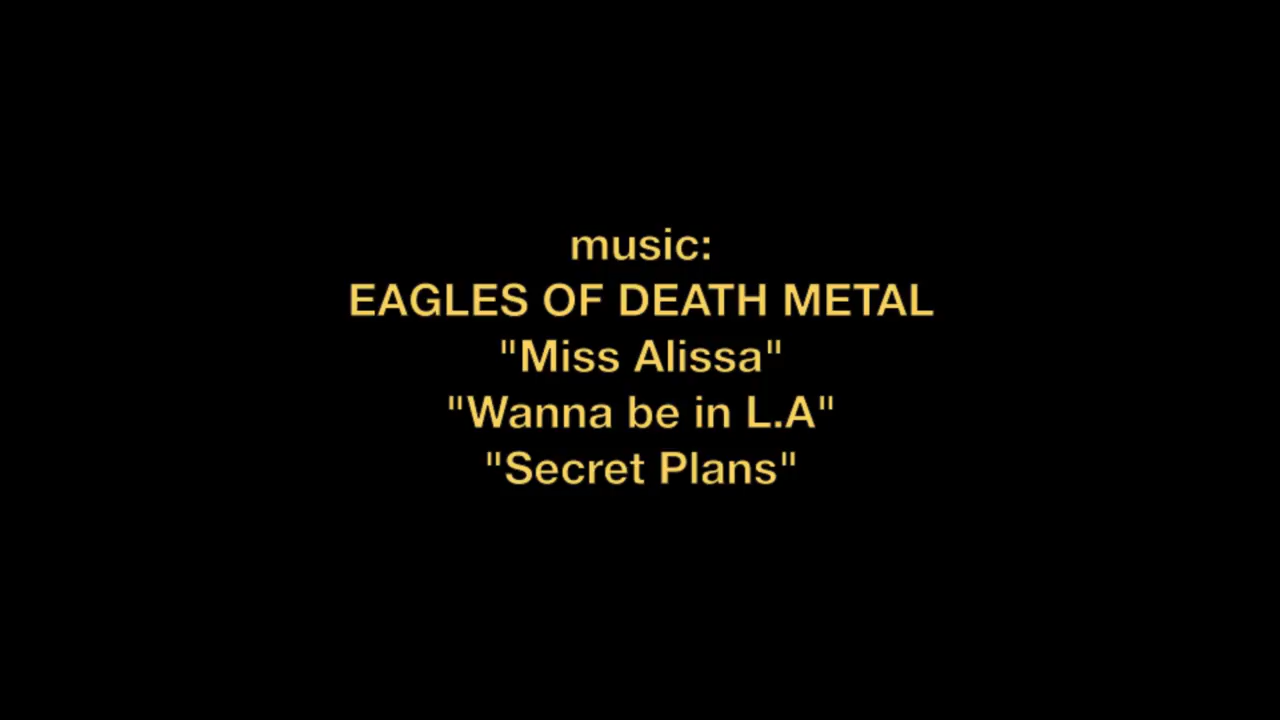 music:
EAGLES OF DEATH METAL
"Miss Alissa"
"Wanna be in L.A"
"Secret Plans"